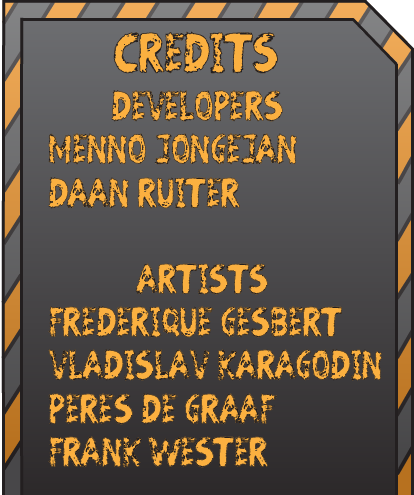 CREDITS
DEVELOPERS
MENNO JONGEJAN
DAAN RUITER
ARTISTS
FREDERIQUE GESBERT
VLADISLAV KARAGODIN
PERES DE GRAAF
FRANK WESTER